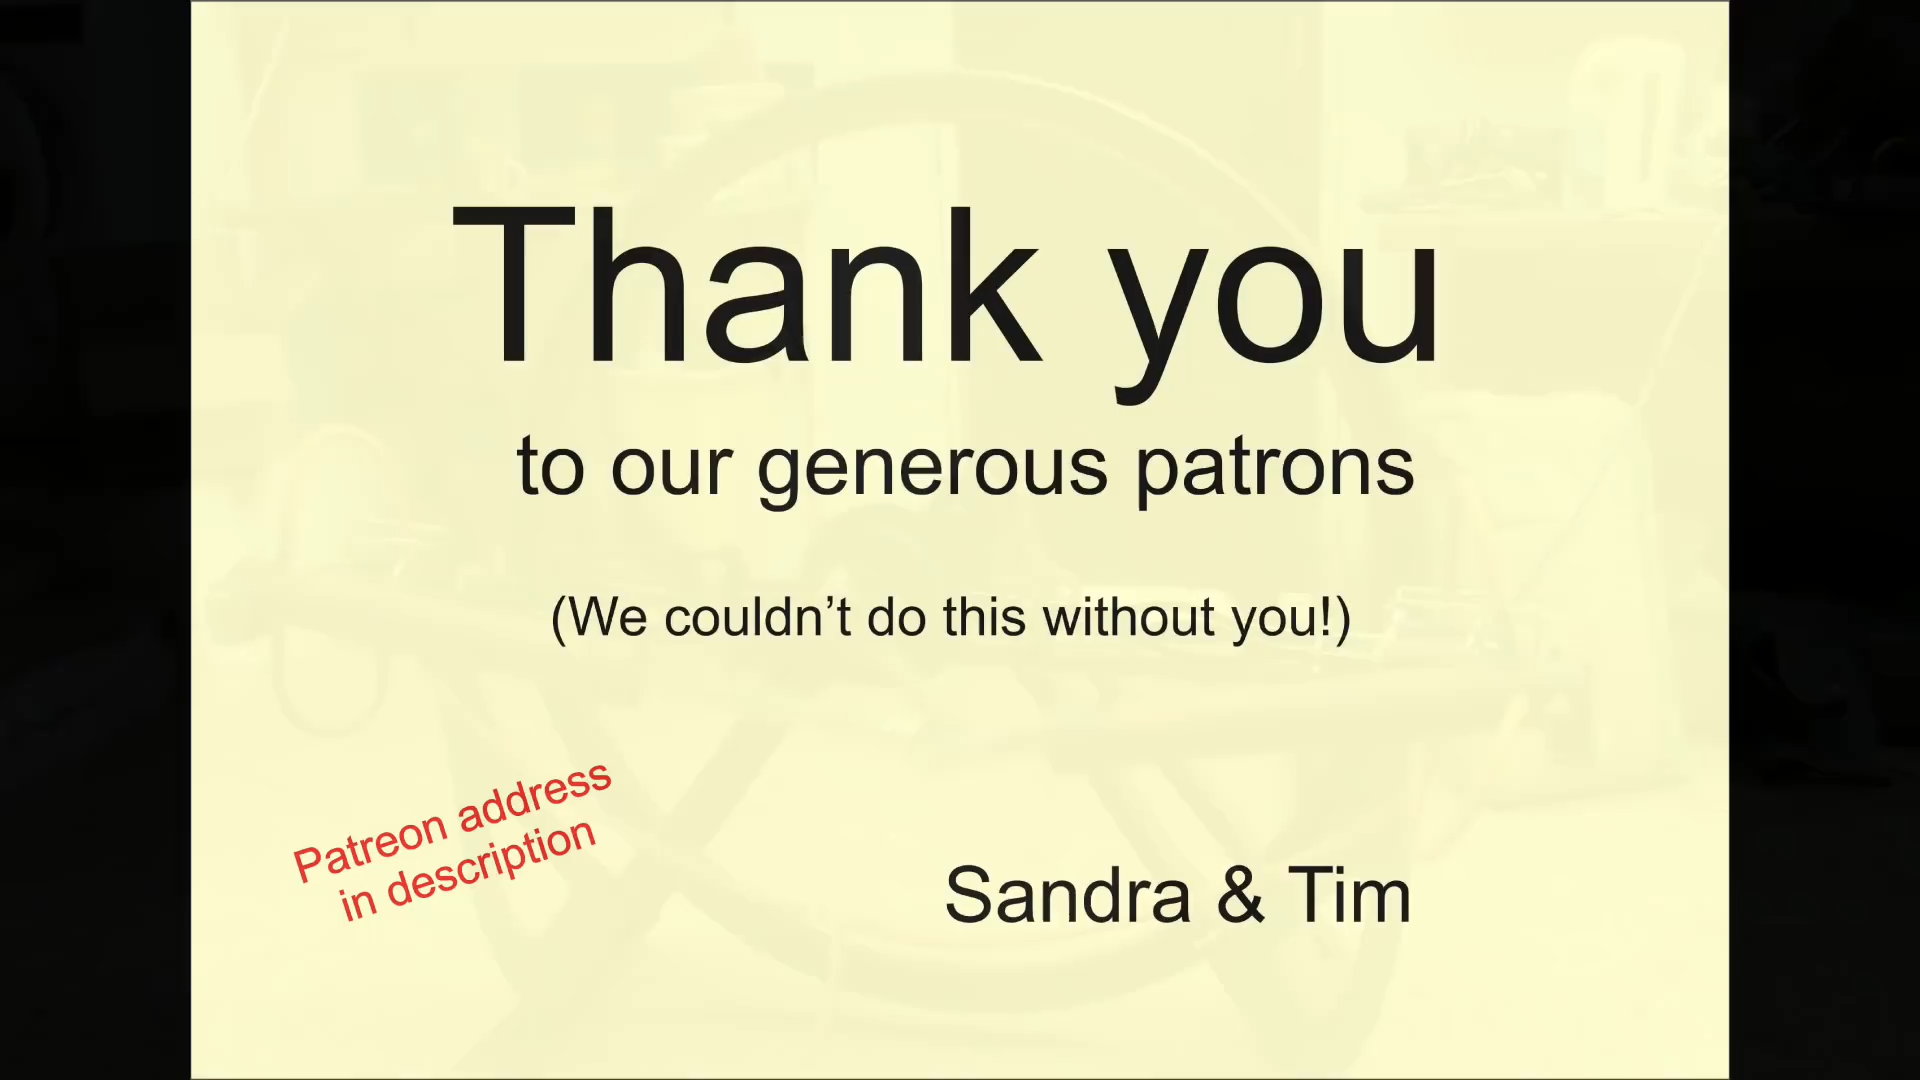 Thank you
to our generous patrons
(We couldn’t do this without you!)
Patreon address
in description
Sandra & Tim